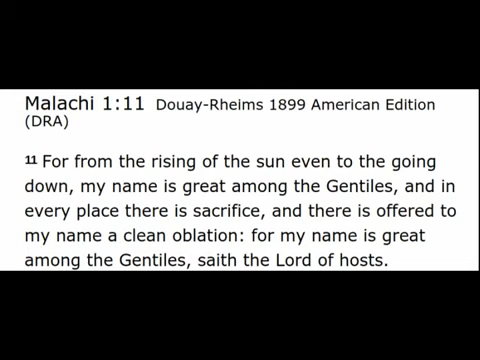 Malachi 1:11 Douay-Rheims 1899 American Edition
(DRA)
11 For from the rising of the sun even to the going
down, my name is great among the Gentiles, and in
every place there is sacrifice, and there is offered to
my name a clean oblation: for my name is great
among the Gentiles, saith the Lord of hosts.